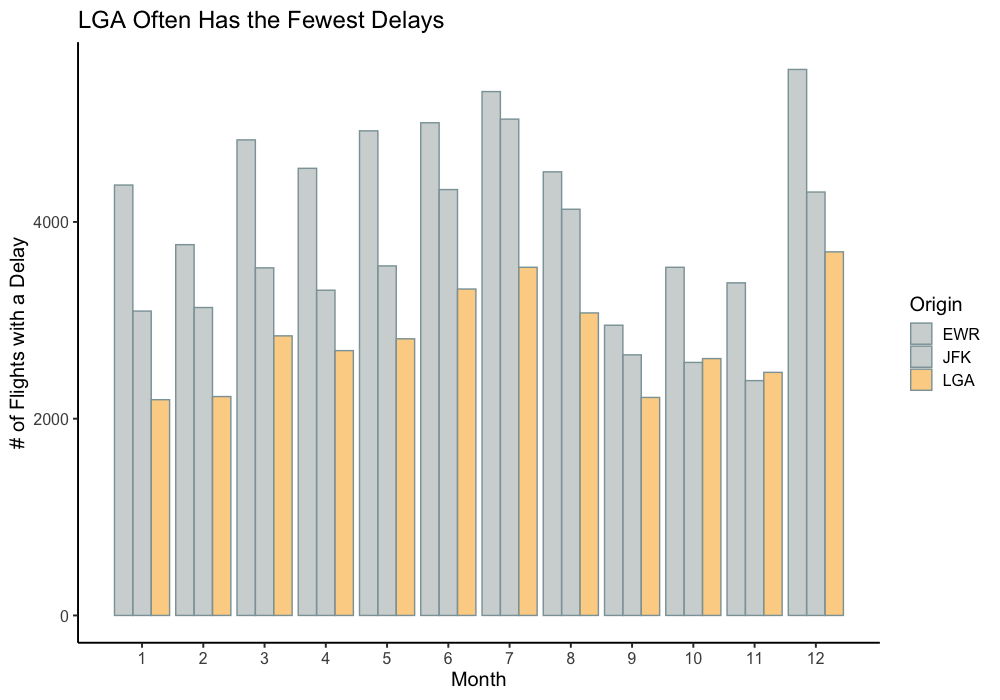 LGA Often Has the Fewest Delays
# of Flights with a Delay
4000
2000
0
1 2 3 4 5 6 7 8 9 10 11 12
Month
Origin
EWR
JFK
LGA